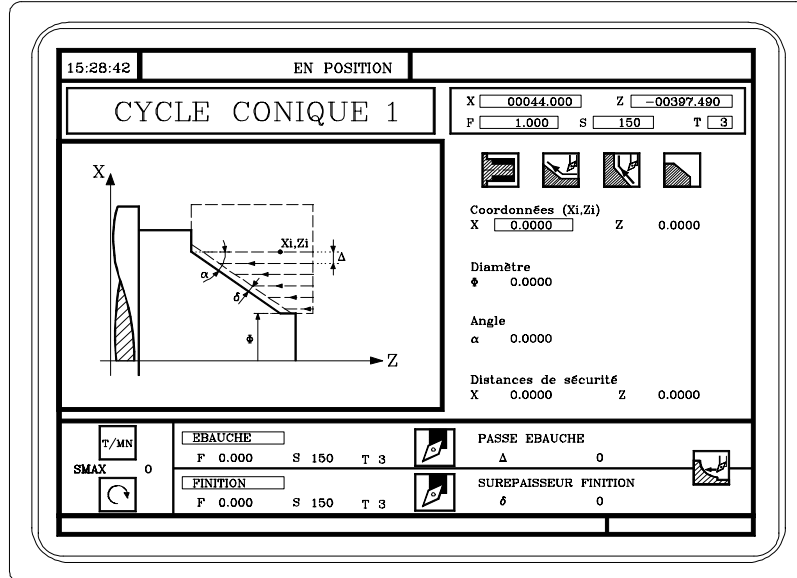 15:28:42 EN POSITION
CYCLE CONIQUE 1
X 00044.000 Z -00397.490
F 1.000 S 150 T 3
X
Xi,Zi
Δ
α
δ
Φ
Z
Coordonnées (Xi,Zi)
X 0.0000 Z 0.0000
Diamètre
Φ 0.0000
Angle
α 0.0000
Distances de sécurité
X 0.0000 Z 0.0000
T/MN
SMAX 0
EBAUCHE
F 0.000 S 150 T 3
PASSE EBAUCHE
Δ 0
FINITION
F 0.000 S 150 T 3
SUREPAISSEUR FINITION
δ 0